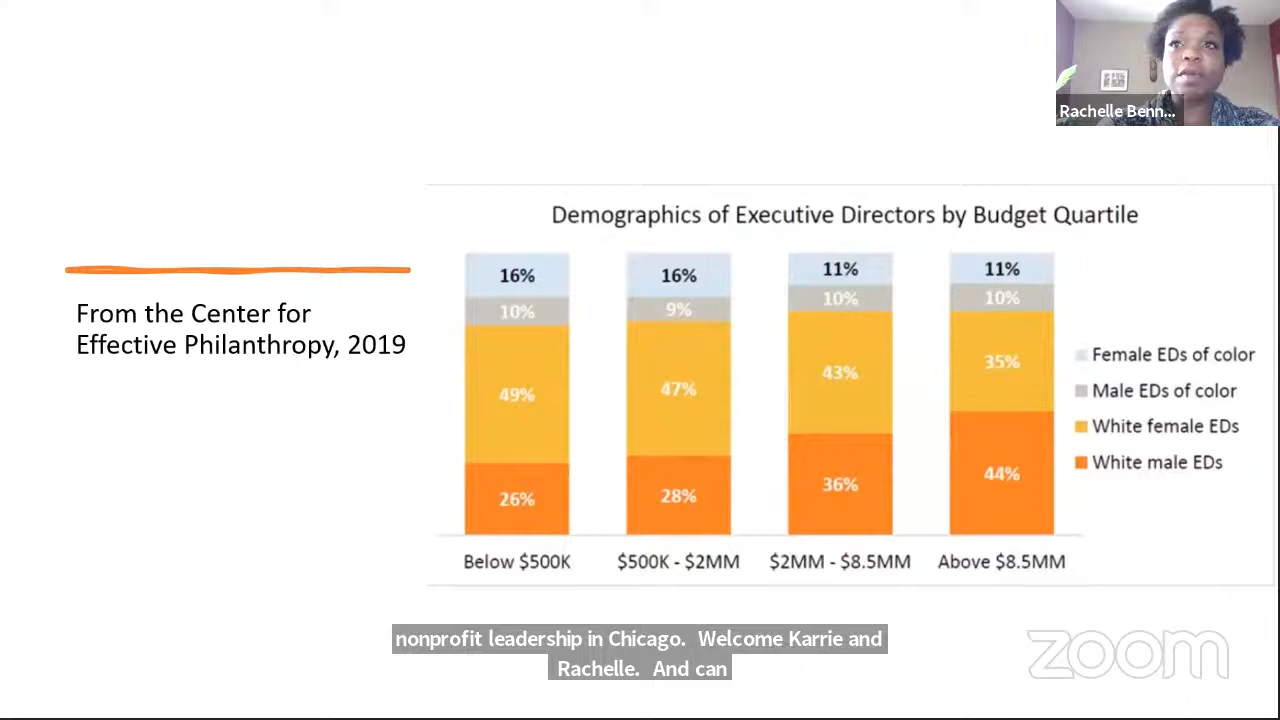 Rachelle Benn...
Demographics of Executive Directors by Budget Quartile
From the Center for
Effective Philanthropy, 2019
16%
16%
11%
11%
10%
9%
10%
10%
49%
47%
43%
35%
26%
28%
36%
44%
Female EDs of color
Male EDs of color
White female EDs
White male EDs
Below $500K
$500K - $2MM
$2MM - $8.5MM
Above $8.5MM
nonprofit leadership in Chicago.  Welcome Karrie and
Rachelle.  And can
zoom